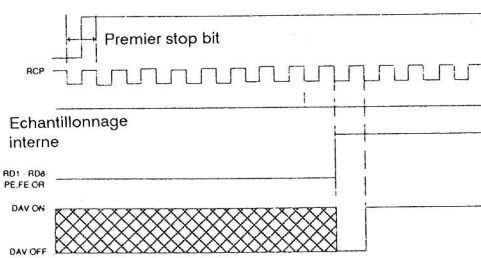 Premier stop bit
RCP
Echantillonnage
interne
RD1 - RD8
PE.FE.OR
DAV ON
DAV OFF